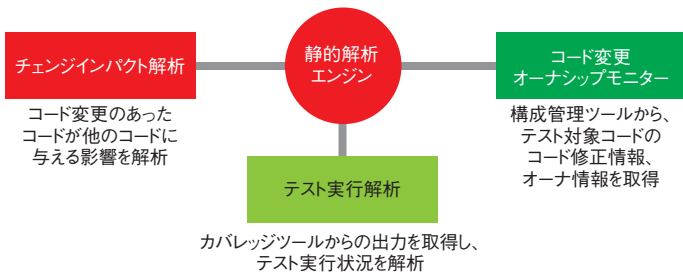 チェンジインパクト解析
コード変更のあった
コードが他のコードに
与える影響を解析
静的解析
エンジン
コード変更
オーナシップモニター
構成管理ツールから、
テスト対象コードの
コード修正情報、
オーナ情報を取得
テスト実行解析
カバレッジツールからの出力を取得し、
テスト実行状況を解析